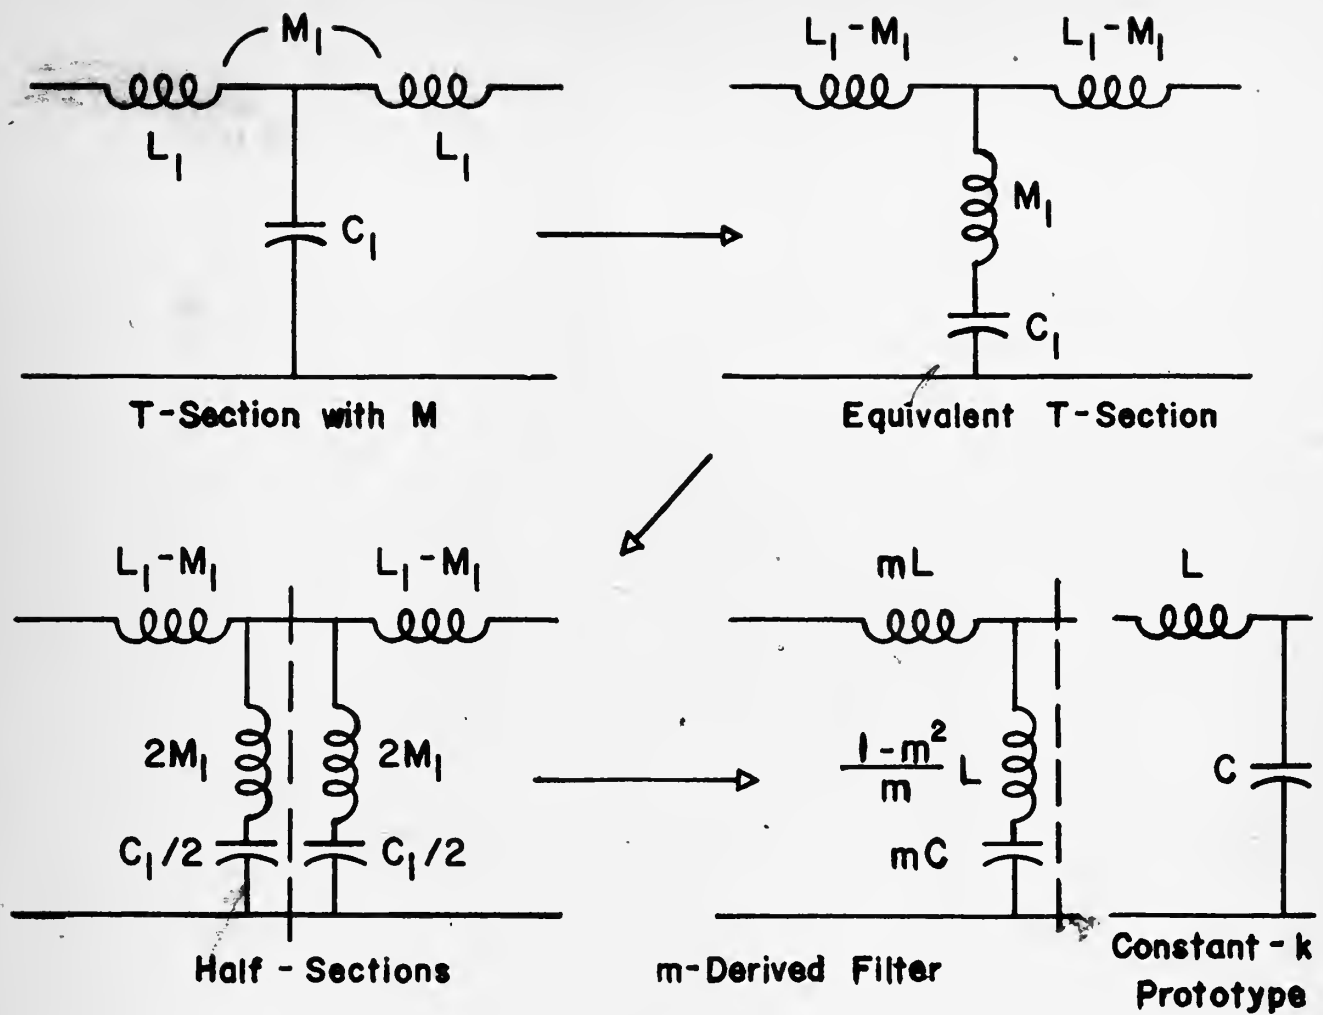 M₁
L₁
L₁
C₁
T-Section with M
L₁-M₁
L₁-M₁
M₁
C₁
Equivalent T-Section
L₁-M₁
L₁-M₁
2M₁
2M₁
C₁/2
C₁/2
Half-Sections
mL
1-m²
m
L
mC
m-Derived Filter
L
C
Constant-k
Prototype